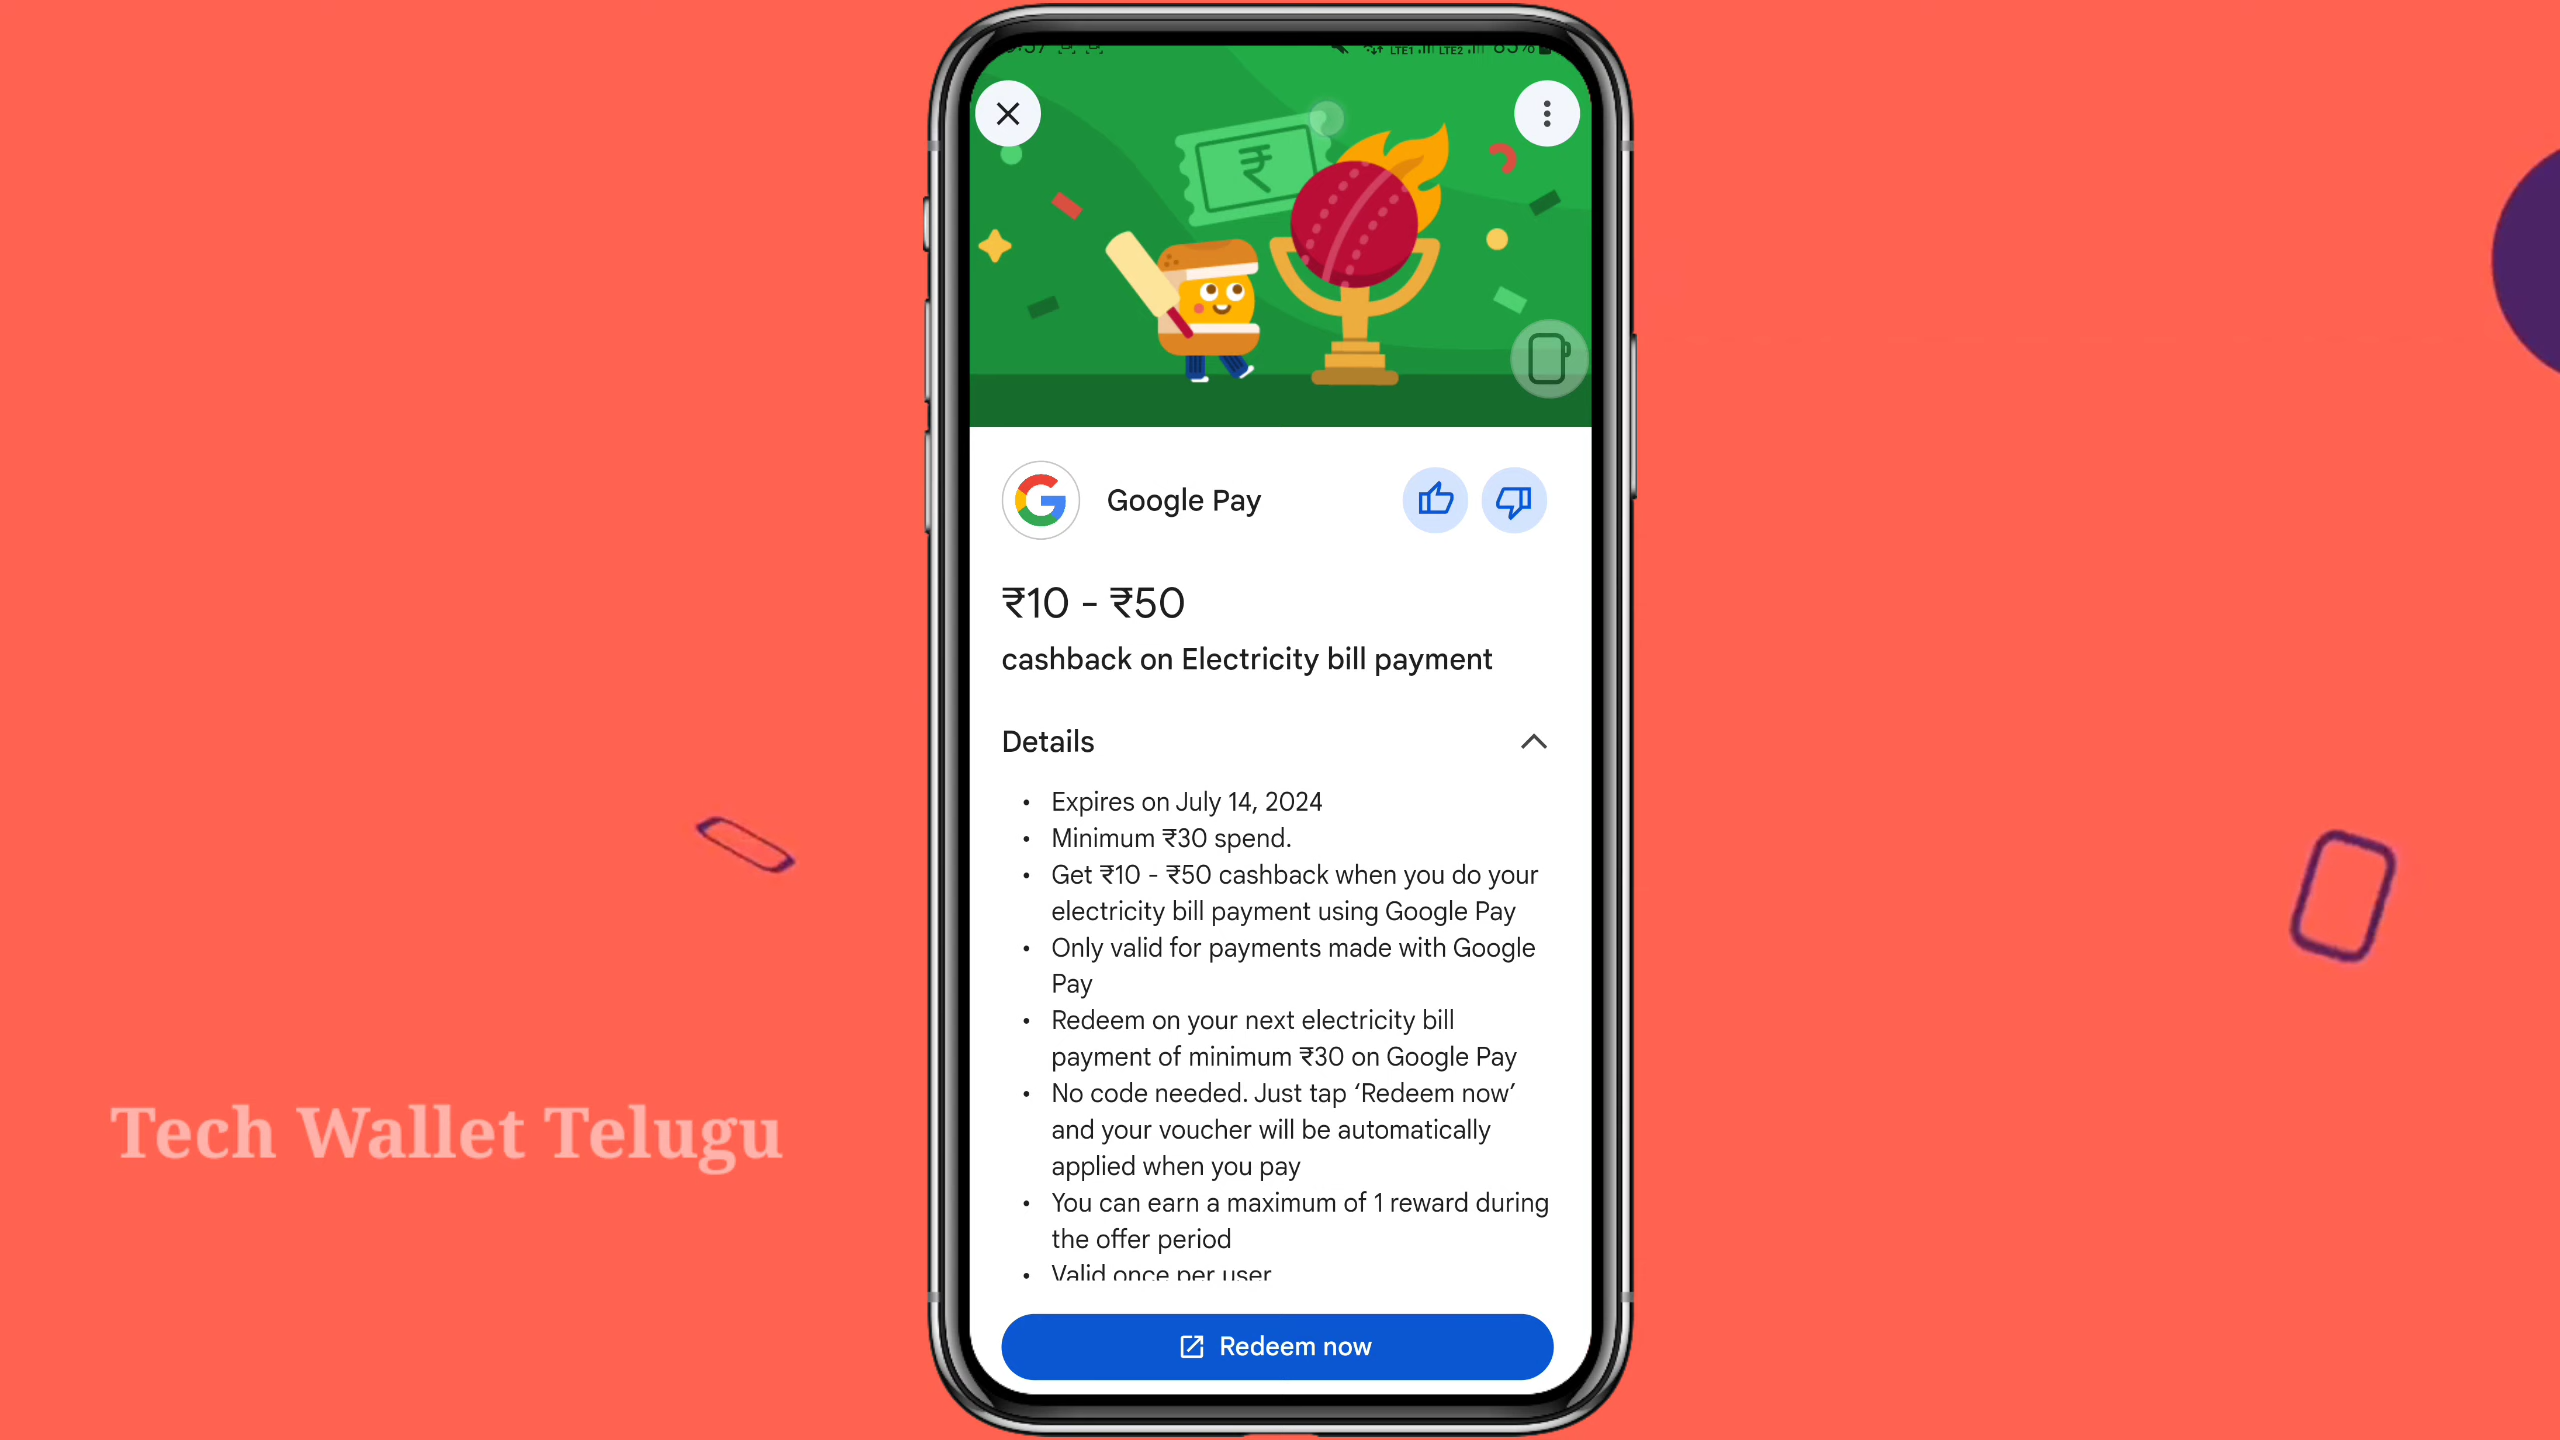 LTE1 LTE2
₹
Google Pay
₹10 - ₹50
cashback on Electricity bill payment
Details
• Expires on July 14, 2024
• Minimum ₹30 spend.
• Get ₹10 - ₹50 cashback when you do your
electricity bill payment using Google Pay
• Only valid for payments made with Google
Pay
• Redeem on your next electricity bill
payment of minimum ₹30 on Google Pay
• No code needed. Just tap ‘Redeem now’
and your voucher will be automatically
applied when you pay
• You can earn a maximum of 1 reward during
the offer period
• Valid once per user
Redeem now
Tech Wallet Telugu